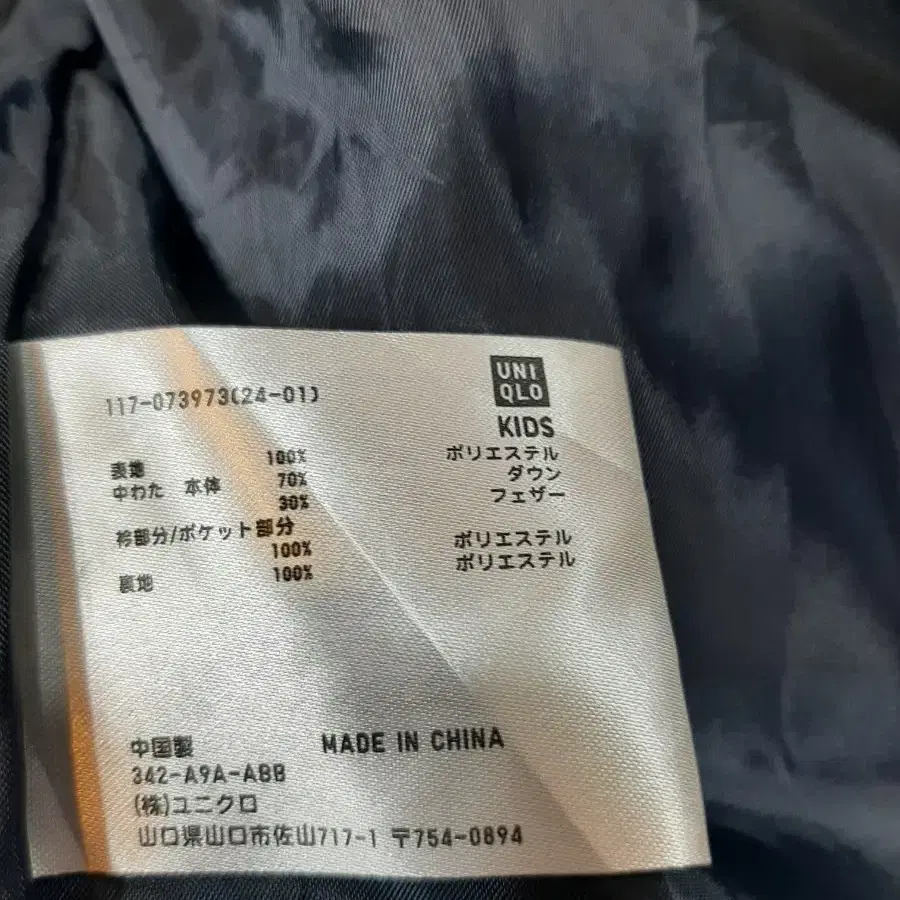 UNI
QLO
KIDS
117-073973(24-01)
表地 100% ポリエステル
中わた 本体 70% ダウン
30% フェザー
衿部分/ポケット部分
100% ポリエステル
裏地 100% ポリエステル
中国製 MADE IN CHINA
342-A9A-ABB
(株)ユニクロ
山口県山口市佐山717-1 〒754-0894